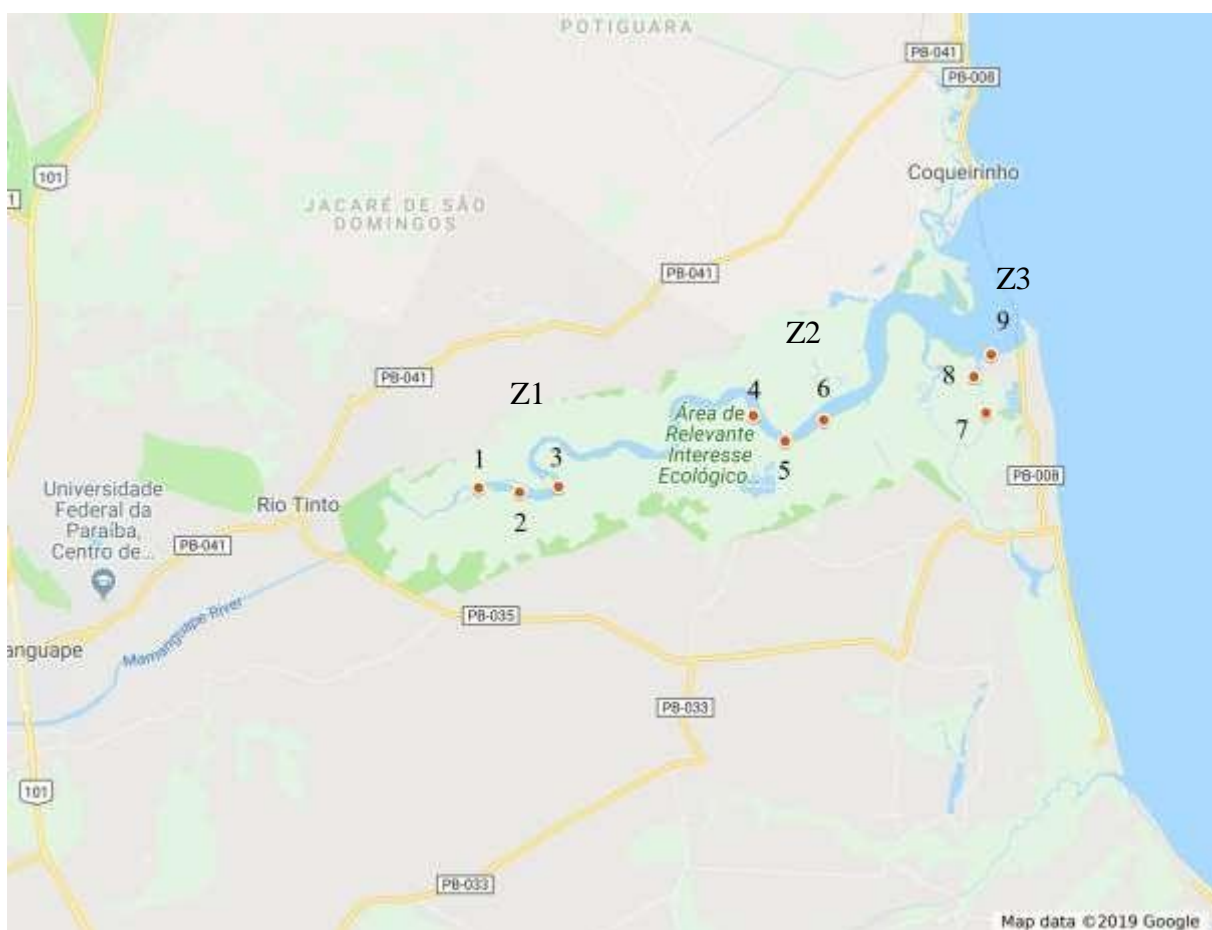 POTIGUARA
PB-041
PB-008
101
1
Coqueirinho
JACARÉ DE SÃO
DOMINGOS
PB-041
Z3
Z2
9
PB-041
Z1
8
4
6
Área de
Relevante
Interesse
Ecológico...
7
5
1
3
2
PB-008
Universidade
Federal da
Paraíba,
Centro de...
Rio Tinto
PB-041
PB-035
Mamanguape River
anguape
PB-033
101
PB-033
Map data ©2019 Google